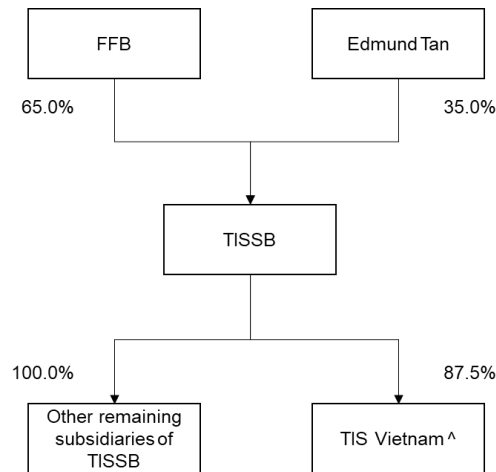 FFB
Edmund Tan
65.0%
35.0%
TISSB
100.0%
87.5%
Other remaining
subsidiaries of
TISSB
TIS Vietnam ^